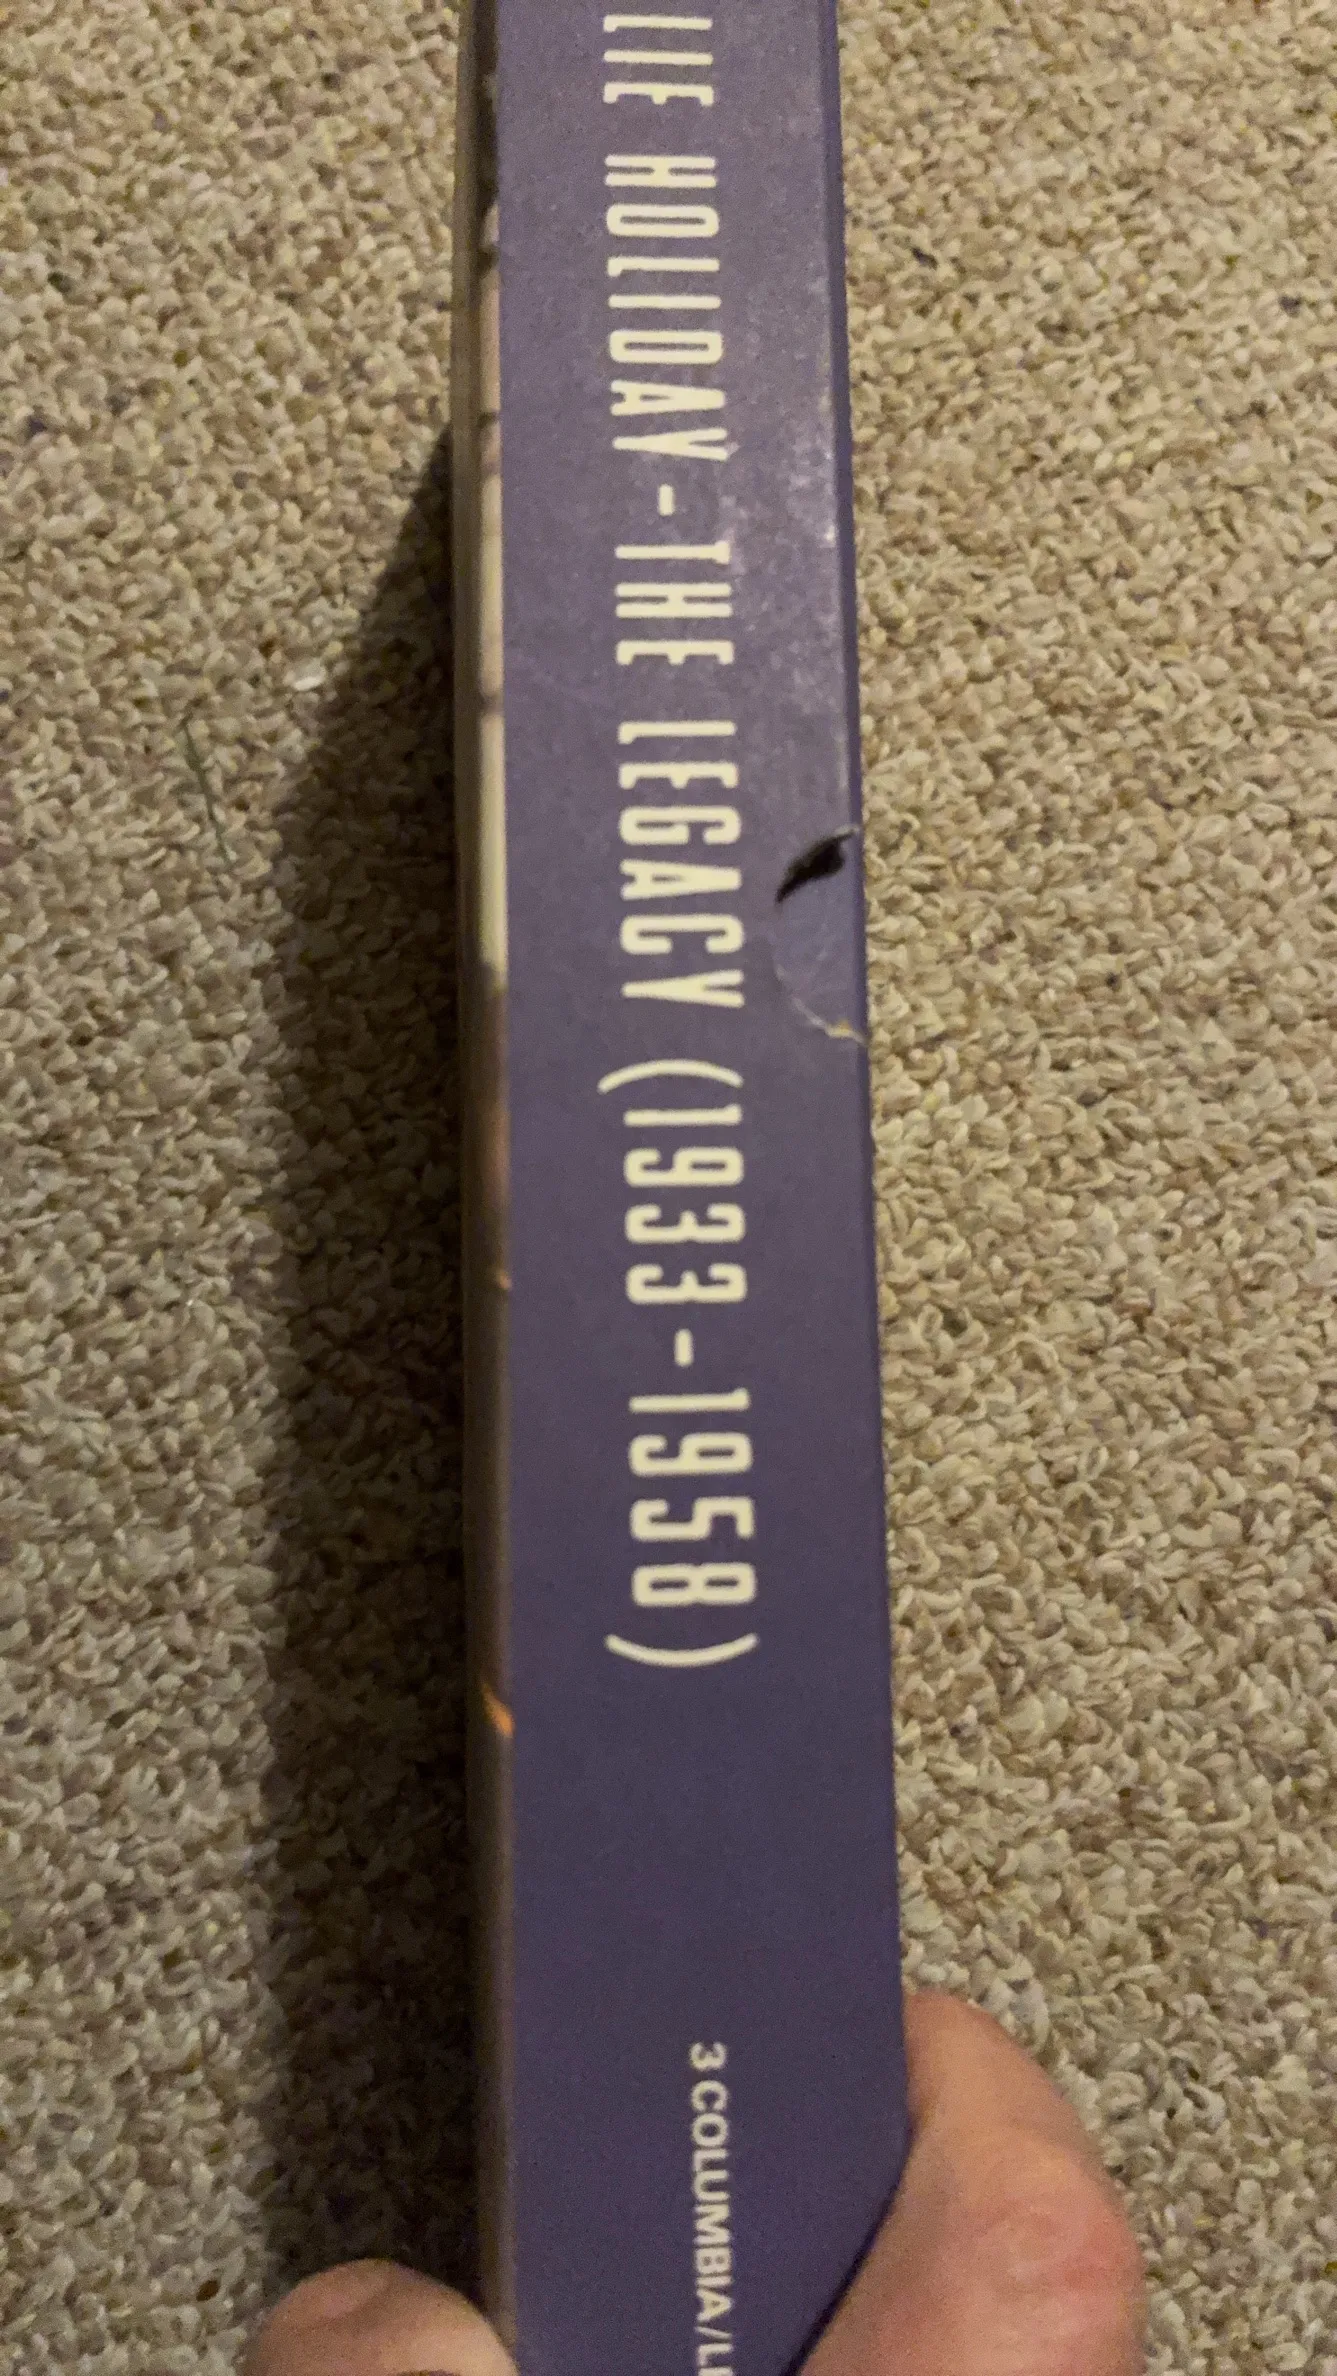 LIE HOLIDAY - THE LEGACY (1933-1958)
3 COLUMBIA/L